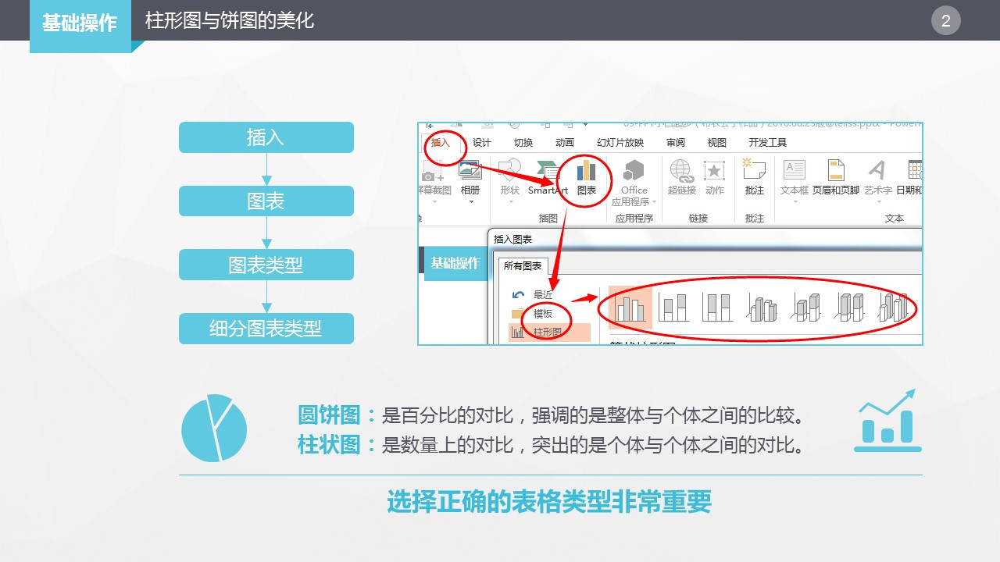 基础操作
柱形图与饼图的美化
2
插入
图表
图表类型
细分图表类型
插入 设计 切换 动画 幻灯片放映 审阅 视图 开发工具
屏幕截图 相册 形状 SmartArt 图表 Office 应用程序 超链接 动作 批注 文本框 页眉和页脚 艺术字
插图 应用程序 链接 批注 文本
插入图表
基础操作
所有图表
最近
模板
柱形图
圆饼图：是百分比的对比，强调的是整体与个体之间的比较。
柱状图：是数量上的对比，突出的是个体与个体之间的对比。
选择正确的表格类型非常重要